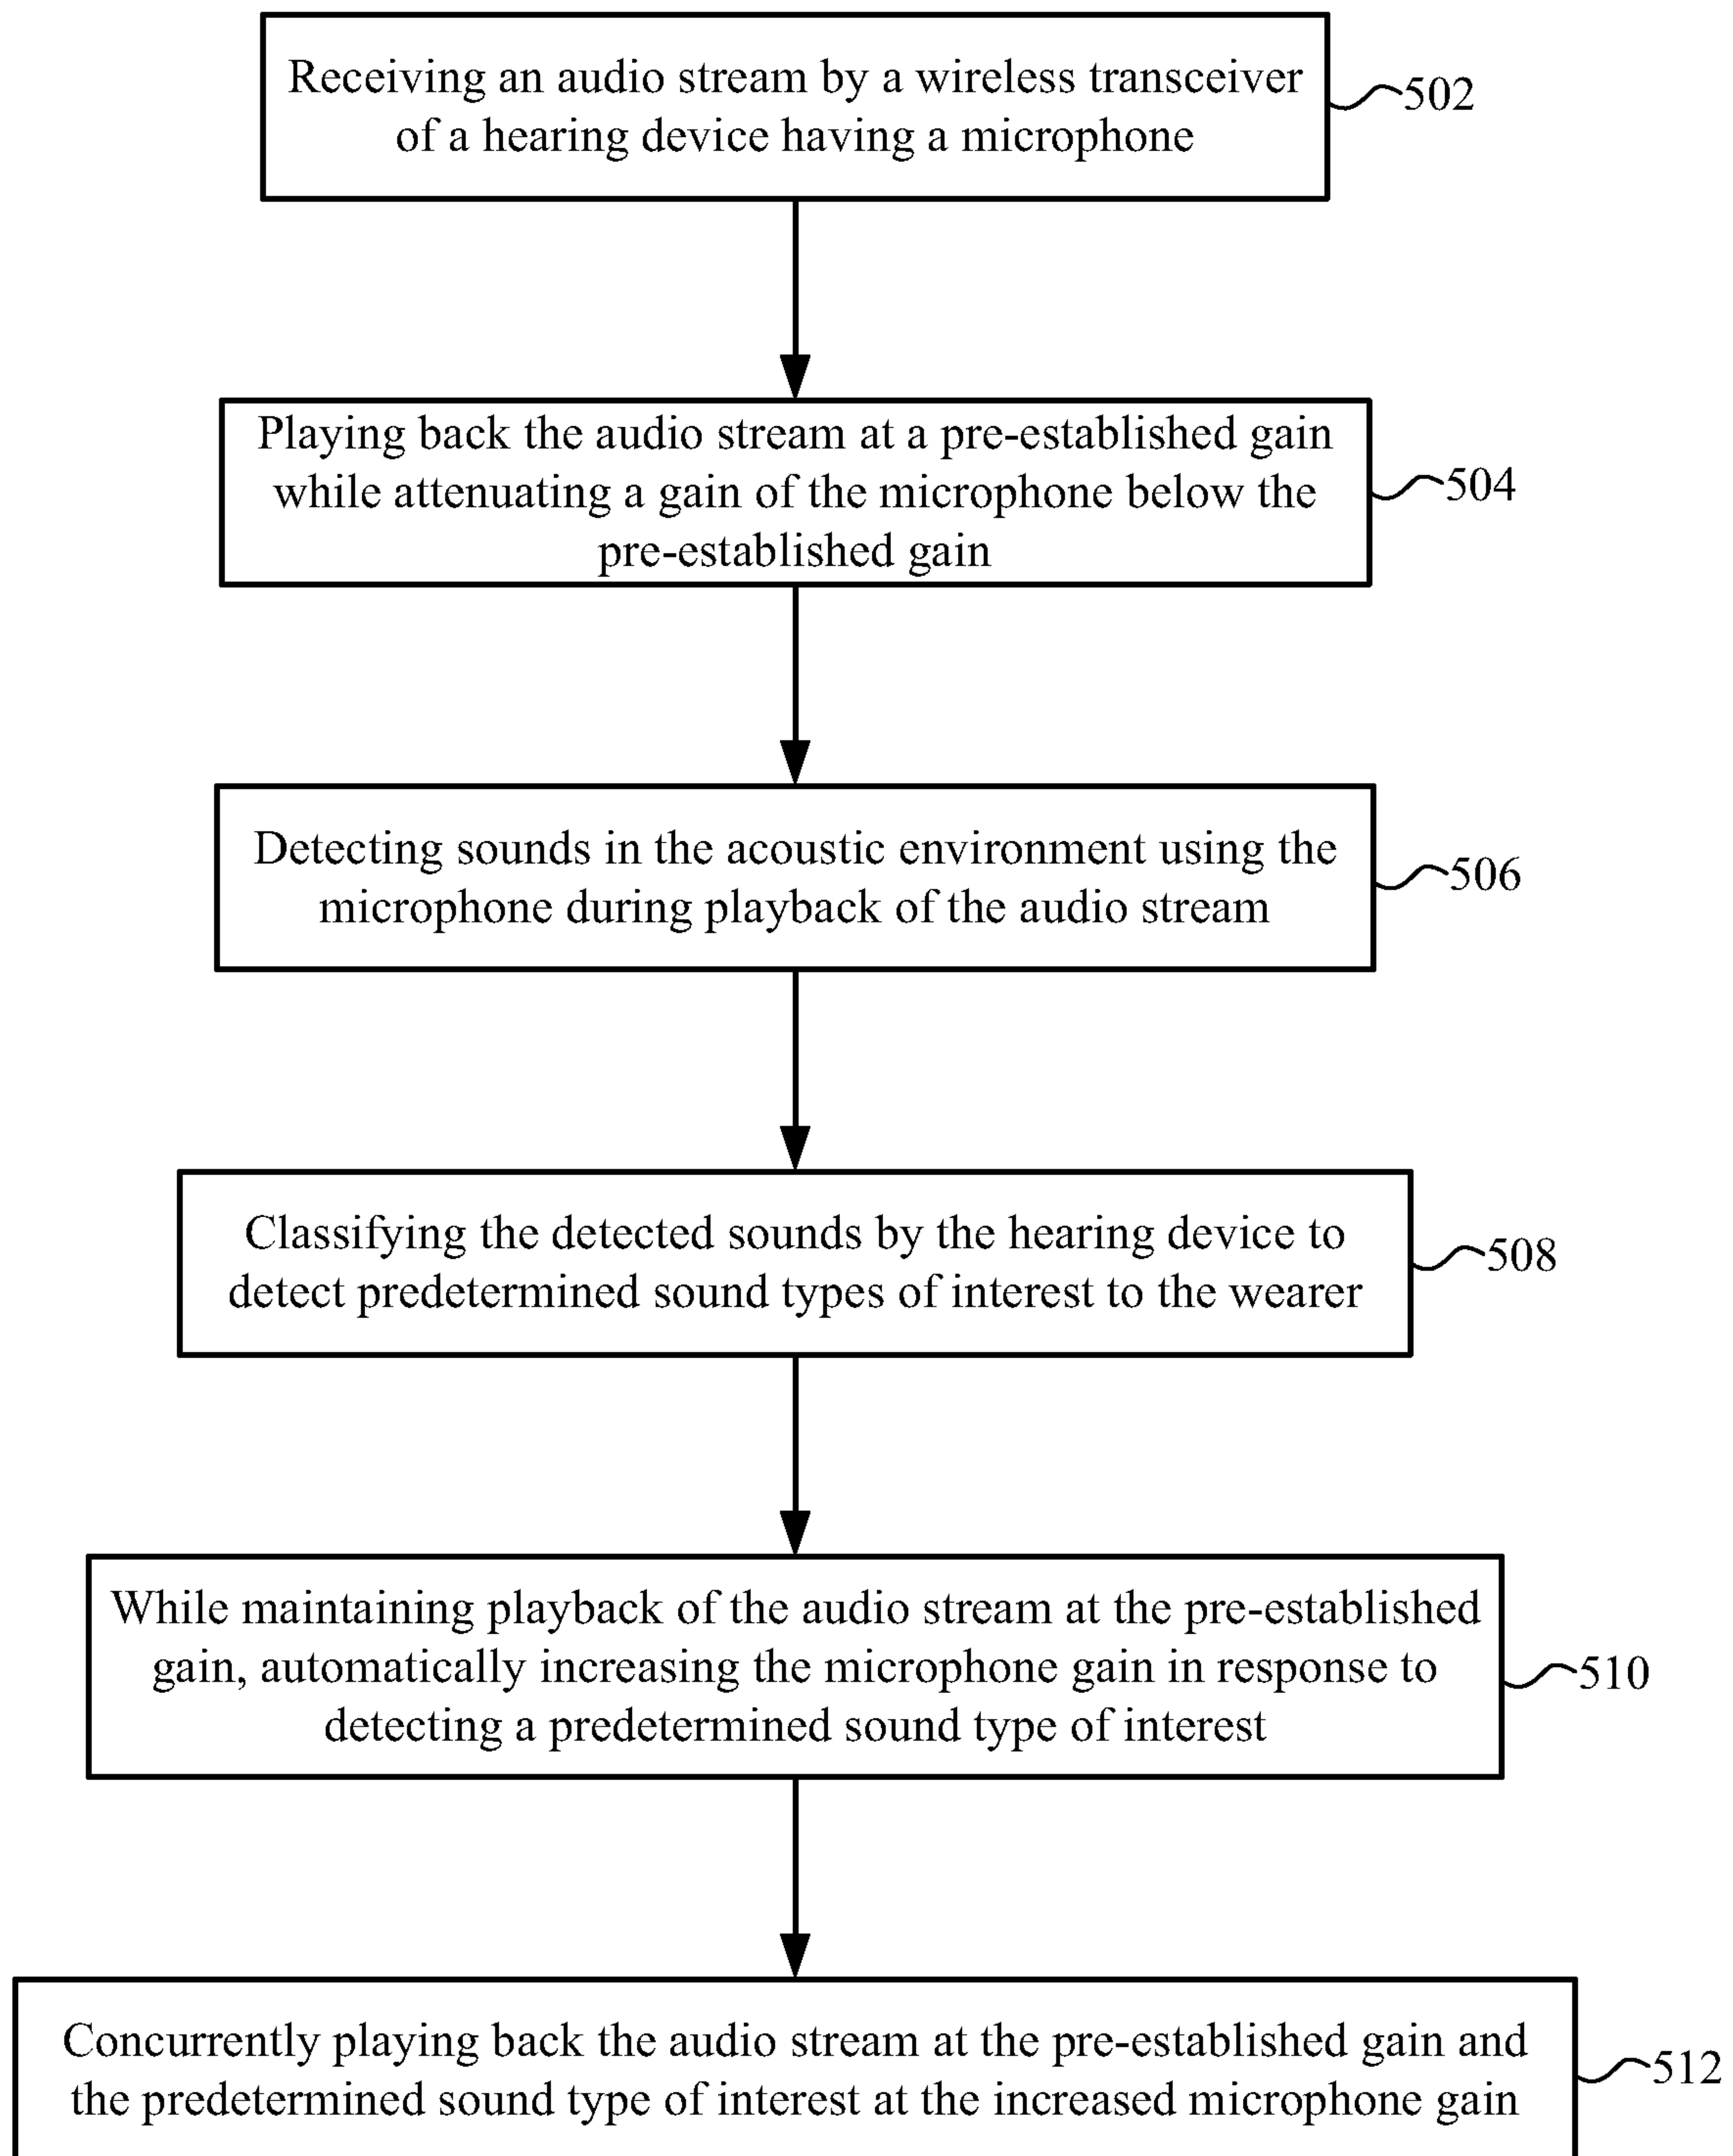 Receiving an audio stream by a wireless transceiver
of a hearing device having a microphone
502
Playing back the audio stream at a pre-established gain
while attenuating a gain of the microphone below the
pre-established gain
504
Detecting sounds in the acoustic environment using the
microphone during playback of the audio stream
506
Classifying the detected sounds by the hearing device to
detect predetermined sound types of interest to the wearer
508
While maintaining playback of the audio stream at the pre-established
gain, automatically increasing the microphone gain in response to
detecting a predetermined sound type of interest
510
Concurrently playing back the audio stream at the pre-established gain and
the predetermined sound type of interest at the increased microphone gain
512